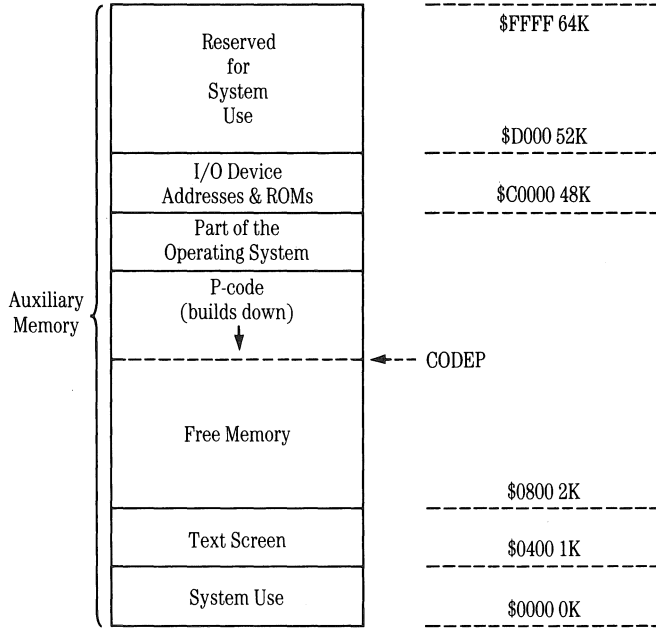 $FFFF 64K
Reserved
for
System
Use
$D000 52K
I/O Device
Addresses & ROMs
$C0000 48K
Part of the
Operating System
P-code
(builds down)
Auxiliary
Memory
CODEP
Free Memory
$0800 2K
Text Screen
$0400 1K
System Use
$0000 0K